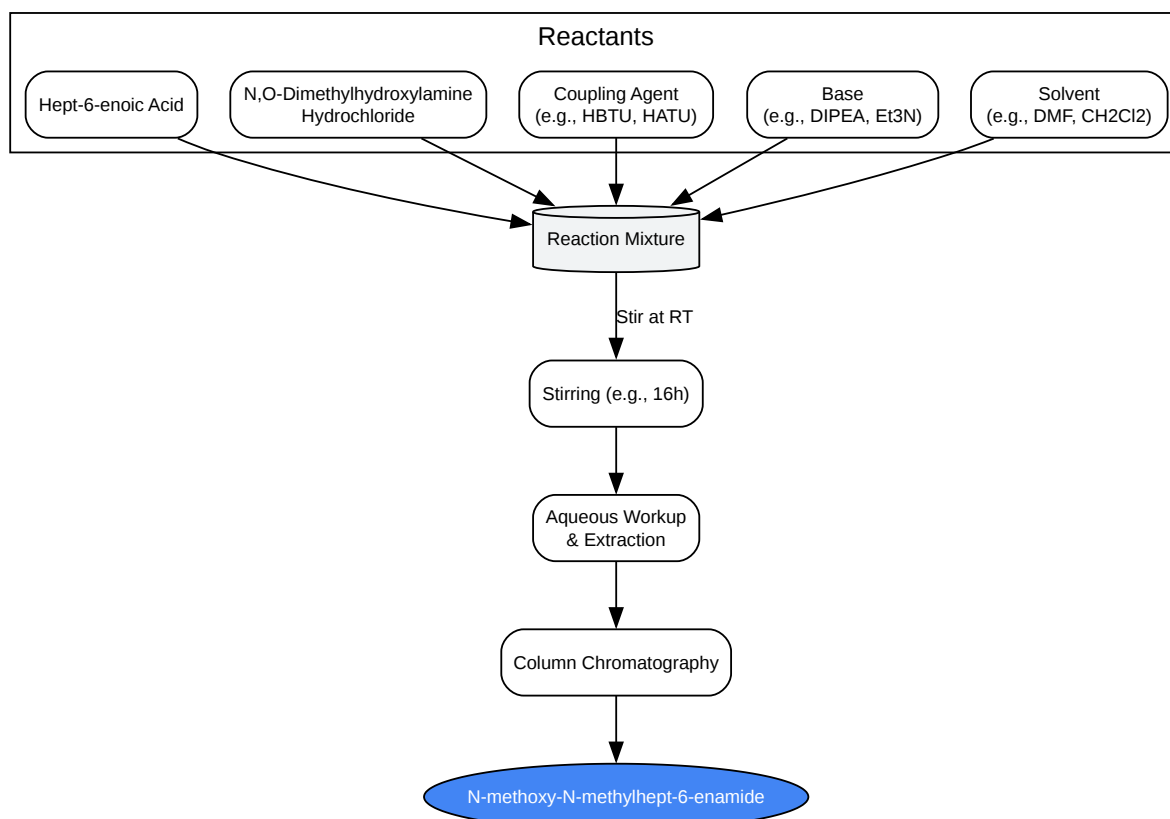 Reactants
Hept-6-enoic Acid
N,O-Dimethylhydroxylamine
Hydrochloride
Coupling Agent
(e.g., HBTU, HATU)
Base
(e.g., DIPEA, Et3N)
Solvent
(e.g., DMF, CH2Cl2)
Reaction Mixture
Stir at RT
Stirring (e.g., 16h)
Aqueous Workup
& Extraction
Column Chromatography
N-methoxy-N-methylhept-6-enamide